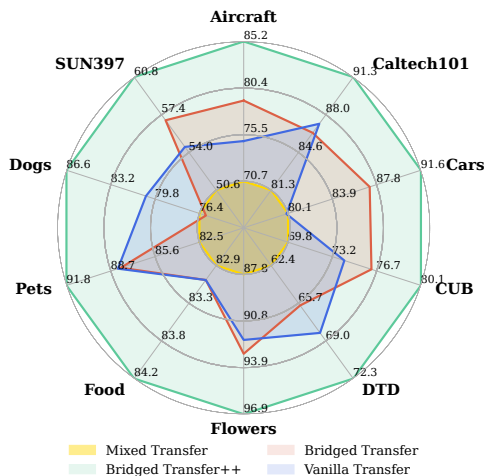 Aircraft
85.2
SUN397
60.8
91.3
Caltech101
80.4
57.4
88.0
75.5
54.0
84.6
Dogs
86.6
83.2
79.8
76.4
50.6
70.7
81.3
80.1
83.9
87.8
91.6
Cars
Pets
91.8
88.7
85.6
82.5
82.9
87.8
62.4
69.8
73.2
76.7
80.1
CUB
83.3
65.7
90.8
83.8
69.0
93.9
Food
84.2
72.3
DTD
96.9
Flowers
Mixed Transfer
Bridged Transfer
Bridged Transfer++
Vanilla Transfer